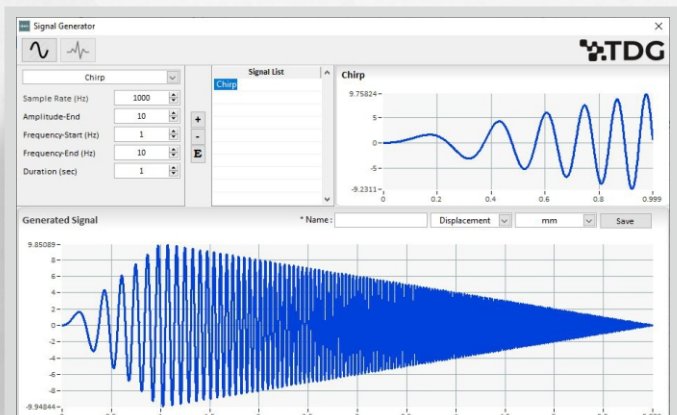 Signal Generator
TDG
Chirp
Sample Rate (Hz) 1000
Amplitude-End 10
Frequency-Start (Hz) 1
Frequency-End (Hz) 10
Duration (sec) 1
+
-
E
Signal List
Chirp
Chirp
9.75824
5
0
-5
-9.2311
0 0.2 0.4 0.6 0.8 0.999
Generated Signal * Name: Displacement mm Save
9.85089
8
6
4
2
0
-2
-4
-6
-8
-9.94844